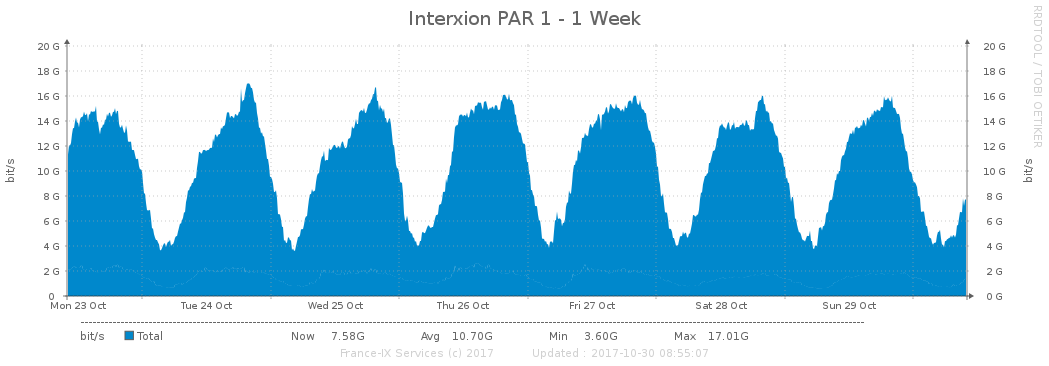 Interxion PAR 1 - 1 Week
RRDTOOL / TOBI OETIKER
bit/s
bit/s
20 G 20 G
18 G 18 G
16 G 16 G
14 G 14 G
12 G 12 G
10 G 10 G
8 G 8 G
6 G 6 G
4 G 4 G
2 G 2 G
0 0 G
Mon 23 Oct Tue 24 Oct Wed 25 Oct Thu 26 Oct Fri 27 Oct Sat 28 Oct Sun 29 Oct
bit/s Total Now 7.58G Avg 10.70G Min 3.60G Max 17.01G
France-IX Services (c) 2017 Updated : 2017-10-30 08:55:07